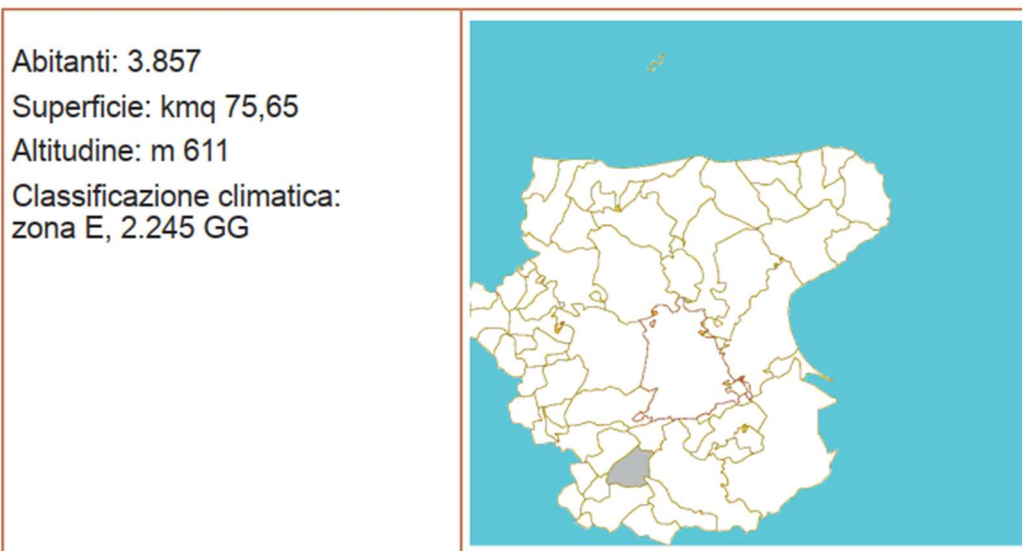 Abitanti: 3.857
Superficie: kmq 75,65
Altitudine: m 611
Classificazione climatica:
zona E, 2.245 GG